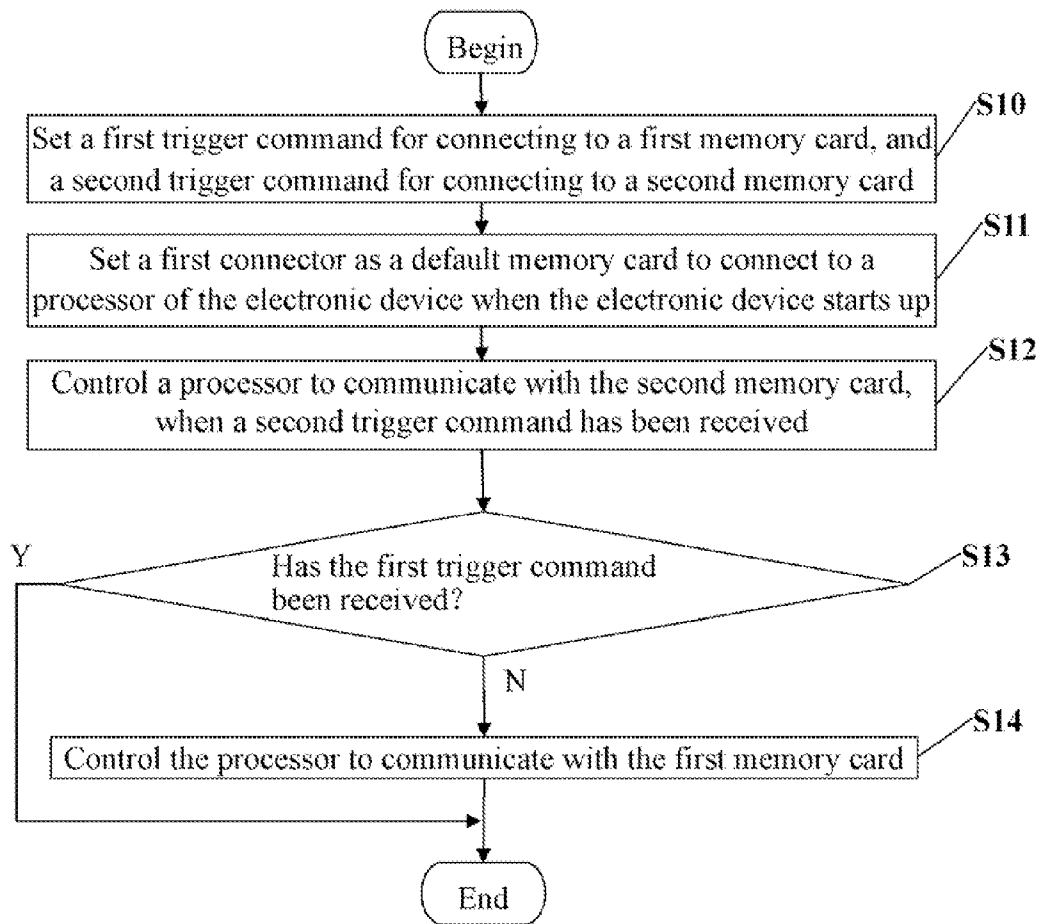 Begin
S10
Set a first trigger command for connecting to a first memory card, and
a second trigger command for connecting to a second memory card
S11
Set a first connector as a default memory card to connect to a
processor of the electronic device when the electronic device starts up
S12
Control a processor to communicate with the second memory card,
when a second trigger command has been received
Y
Has the first trigger command
been received?
S13
N
S14
Control the processor to communicate with the first memory card
End